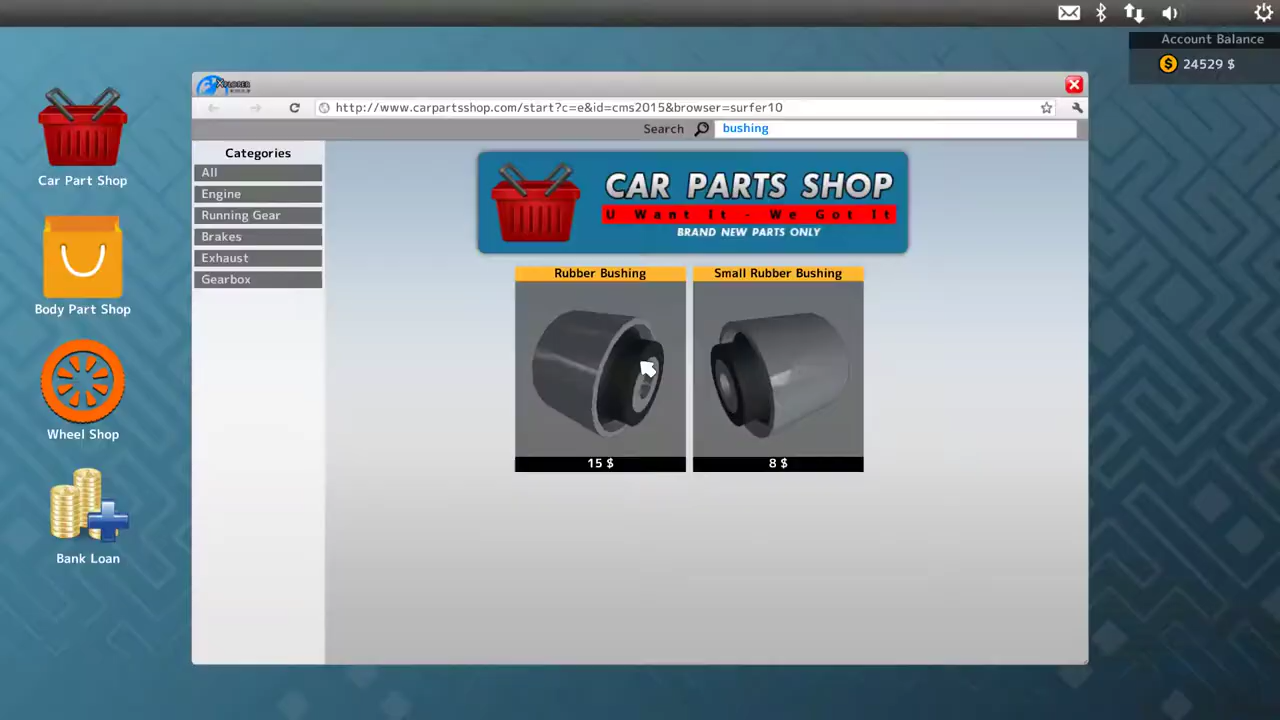 Account Balance
24529 $
XPLORER
http://www.carpartsshop.com/start?c=e&id=cms2015&browser=surfer10
Search bushing
Categories
All
Engine
Running Gear
Brakes
Exhaust
Gearbox
CAR PARTS SHOP
U Want It - We Got It
BRAND NEW PARTS ONLY
Rubber Bushing
15 $
Small Rubber Bushing
8 $
Car Part Shop
Body Part Shop
Wheel Shop
Bank Loan